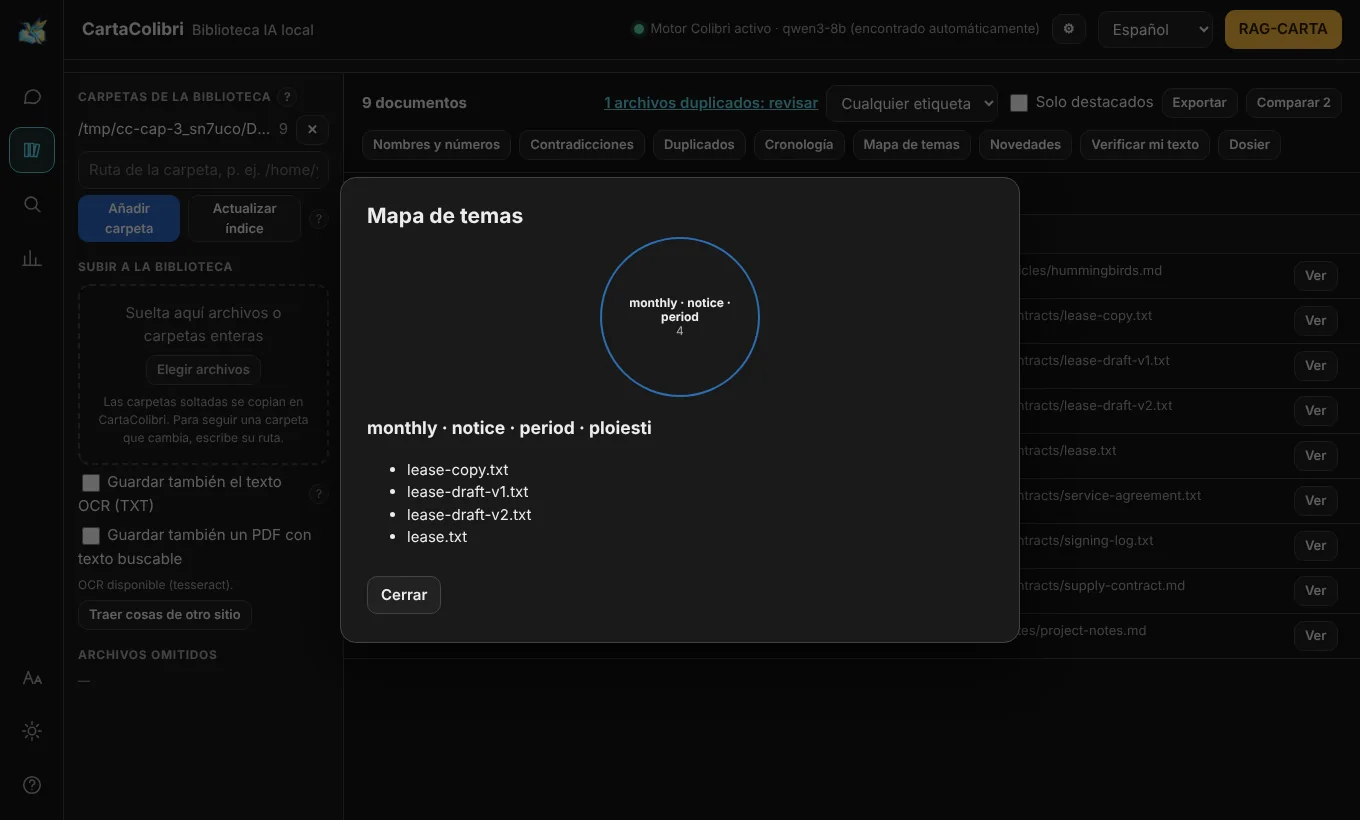 CartaColibri Biblioteca IA local
Motor Colibri activo · qwen3-8b (encontrado automáticamente)
Español
RAG-CARTA
CARPETAS DE LA BIBLIOTECA ?
/tmp/cc-cap-3_sn7uco/D... 9 ×
Ruta de la carpeta, p. ej. /home/
Añadir carpeta
Actualizar índice
?
SUBIR A LA BIBLIOTECA
Suelta aquí archivos o
carpetas enteras
Elegir archivos
Las carpetas soltadas se copian en
CartaColibri. Para seguir una carpeta
que cambia, escribe su ruta.
Guardar también el texto
OCR (TXT)
?
Guardar también un PDF con
texto buscable
OCR disponible (tesseract).
Traer cosas de otro sitio
ARCHIVOS OMITIDOS
—
9 documentos
1 archivos duplicados: revisar
Cualquier etiqueta
Solo destacados
Exportar
Comparar 2
Nombres y números
Contradicciones
Duplicados
Cronología
Mapa de temas
Novedades
Verificar mi texto
Dosier
Mapa de temas
monthly · notice ·
period
4
monthly · notice · period · ploiesti
• lease-copy.txt
• lease-draft-v1.txt
• lease-draft-v2.txt
• lease.txt
Cerrar
cles/hummingbirds.md Ver
ntracts/lease-copy.txt Ver
ntracts/lease-draft-v1.txt Ver
ntracts/lease-draft-v2.txt Ver
ntracts/lease.txt Ver
ntracts/service-agreement.txt Ver
ntracts/signing-log.txt Ver
ntracts/supply-contract.md Ver
tes/project-notes.md Ver
AA
?